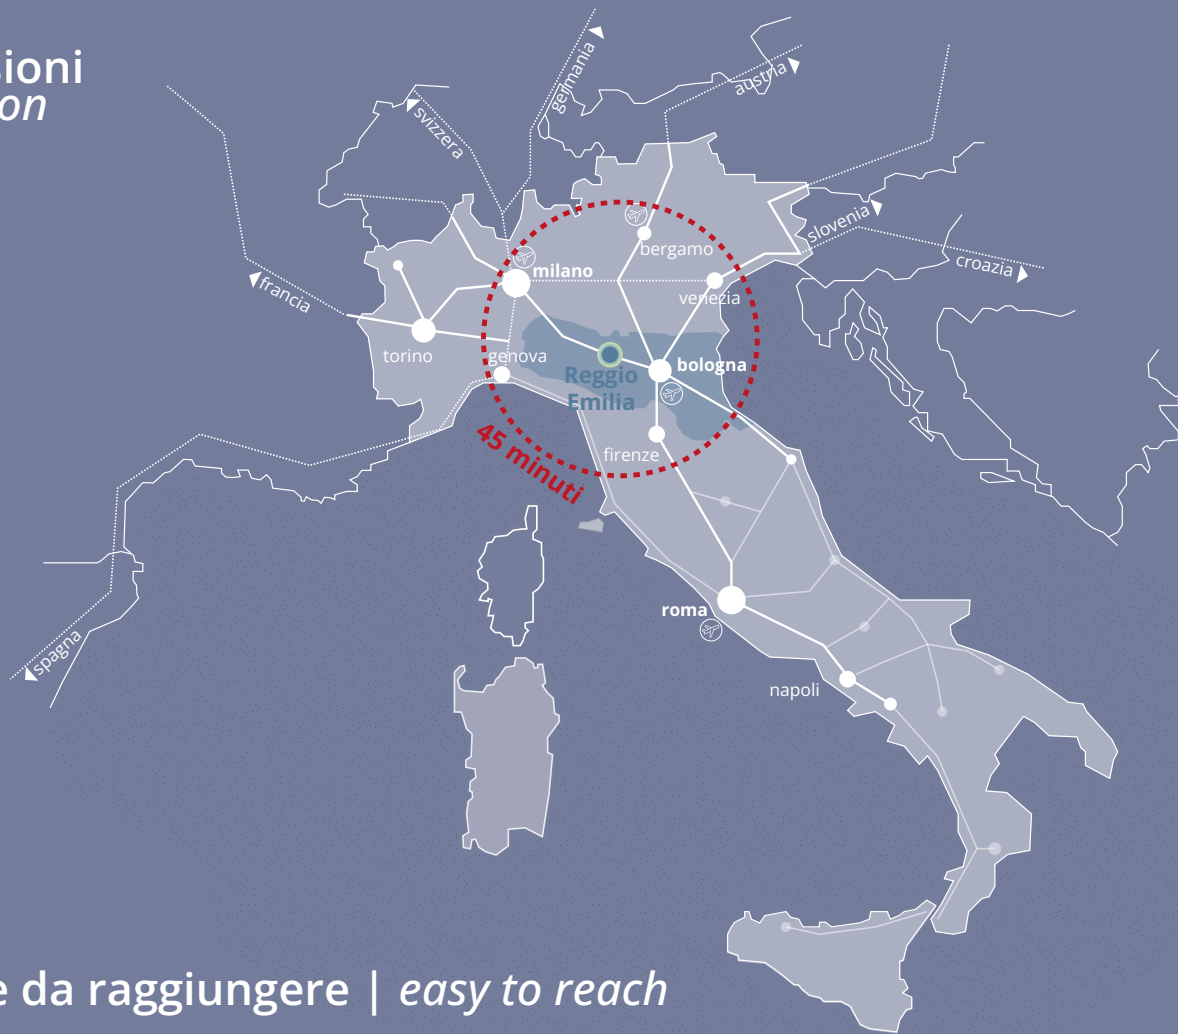 sioni
on
germania
austria
svizzera
slovenia
bergamo
croazia
milano
francia
venezia
torino
genova
bologna
Reggio
Emilia
45 minuti
firenze
roma
spagna
napoli
e da raggiungere | easy to reach